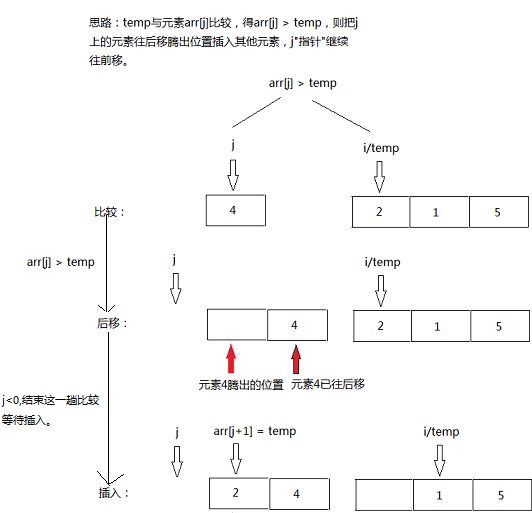 思路：temp与元素arr[j]比较，得arr[j] > temp，则把j
上的元素往后移腾出位置插入其他元素，j"指针"继续
往前移。
arr[j] > temp
j
i/temp
比较：
4
2
1
5
arr[j] > temp
j
i/temp
后移：
4
2
1
5
元素4腾出的位置
元素4已往后移
j<0,结束这一趟比较
等待插入。
j
arr[j+1] = temp
i/temp
插入：
2
4
1
5